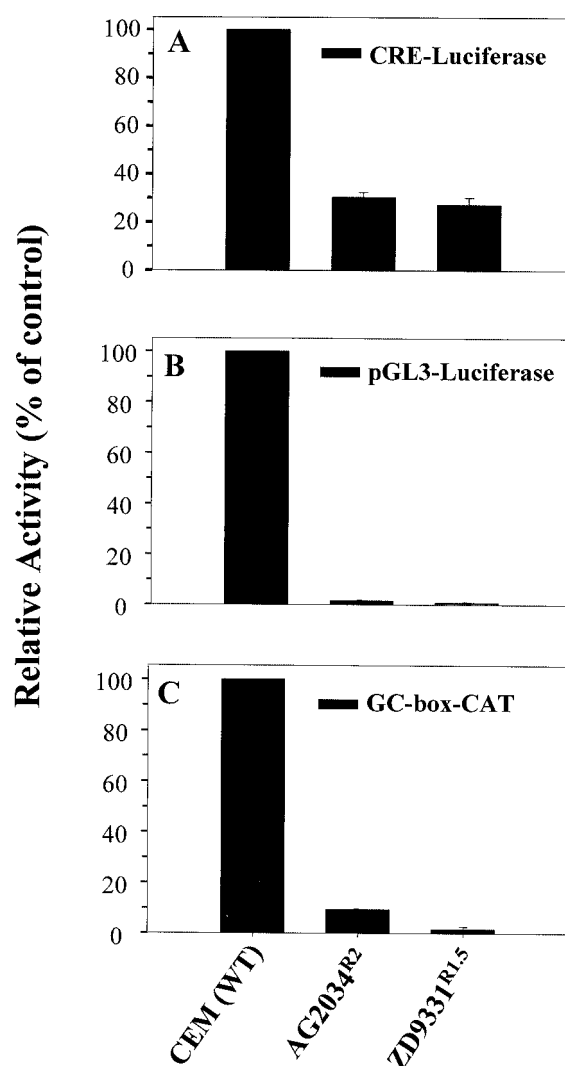 Relative Activity (% of control)
A
CRE-Luciferase
100
80
60
40
20
0
B
pGL3-Luciferase
100
80
60
40
20
0
C
GC-box-CAT
100
80
60
40
20
0
CEM (WT)
AG2034R2
ZD9331R1.5